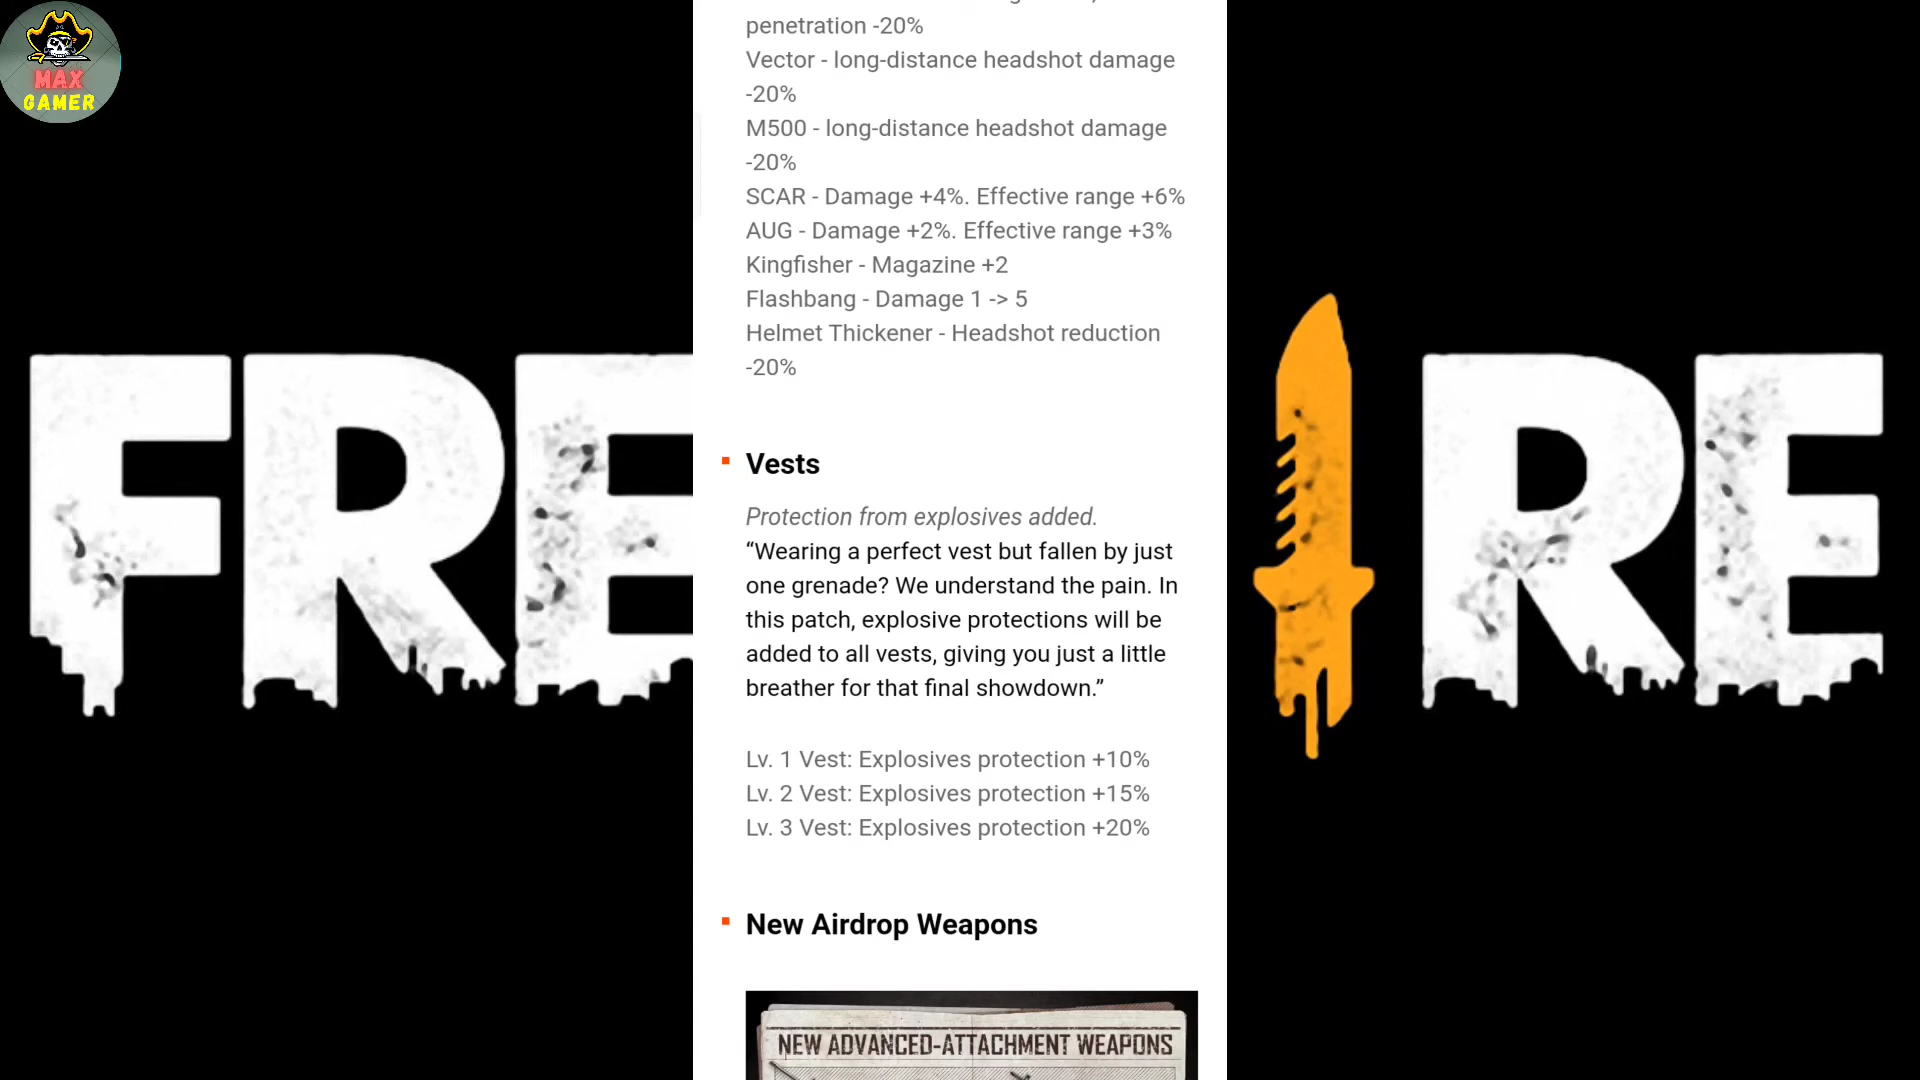 MAX
GAMER
FRE
penetration -20%
Vector - long-distance headshot damage
-20%
M500 - long-distance headshot damage
-20%
SCAR - Damage +4%. Effective range +6%
AUG - Damage +2%. Effective range +3%
Kingfisher - Magazine +2
Flashbang - Damage 1 -> 5
Helmet Thickener - Headshot reduction
-20%
Vests
Protection from explosives added.
“Wearing a perfect vest but fallen by just
one grenade? We understand the pain. In
this patch, explosive protections will be
added to all vests, giving you just a little
breather for that final showdown.”
Lv. 1 Vest: Explosives protection +10%
Lv. 2 Vest: Explosives protection +15%
Lv. 3 Vest: Explosives protection +20%
New Airdrop Weapons
NEW ADVANCED-ATTACHMENT WEAPONS
IRE